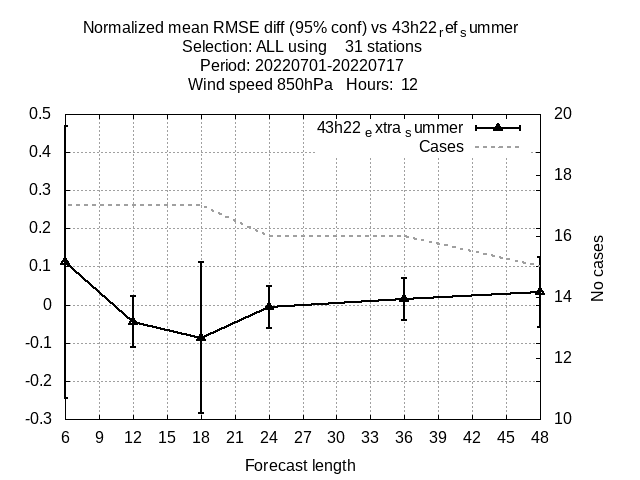 Normalized mean RMSE diff (95% conf) vs 43h22ᵣefₛummer
Selection: ALL using    31 stations
Period: 20220701-20220717
Wind speed 850hPa   Hours:  12
43h22ₑxtraₛummer
Cases
0.5
0.4
0.3
0.2
0.1
0
-0.1
-0.2
-0.3
20
18
16
14
12
10
No cases
6 9 12 15 18 21 24 27 30 33 36 39 42 45 48
Forecast length